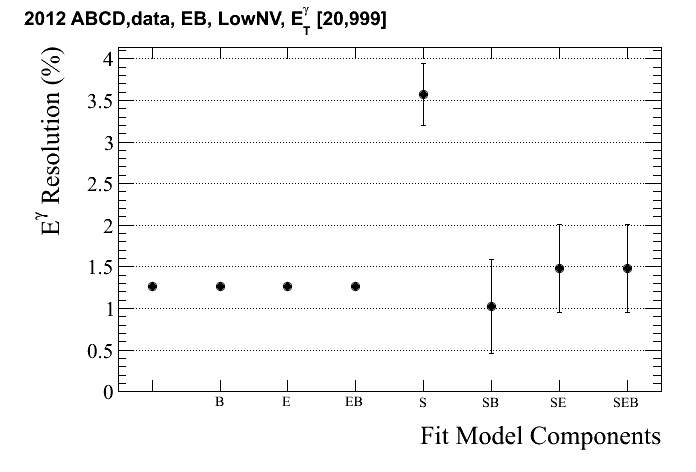 2012 ABCD,data, EB, LowNV, E_T^γ [20,999]
E^γ Resolution (%)
4
3.5
3
2.5
2
1.5
1
0.5
0
B E EB S SB SE SEB
Fit Model Components